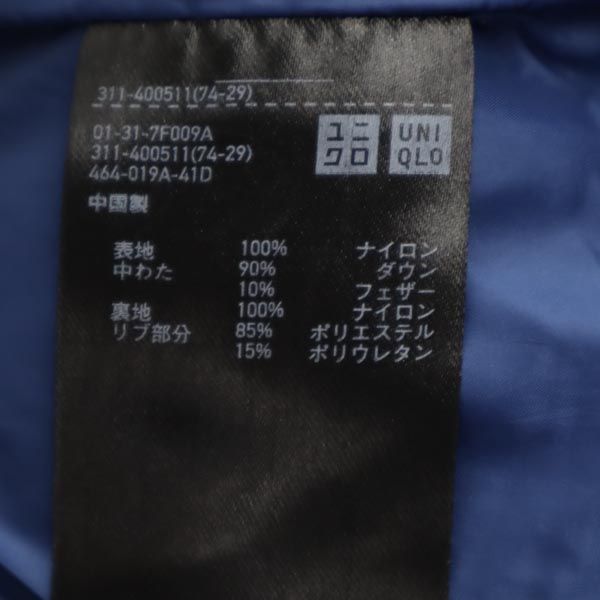 311-400511(74-29)
01-31-7F009A
311-400511(74-29)
464-019A-41D
ユニ
クロ
UNI
QLO
中国製
表地 100% ナイロン
中わた 90% ダウン
10% フェザー
裏地 100% ナイロン
リブ部分 85% ポリエステル
15% ポリウレタン